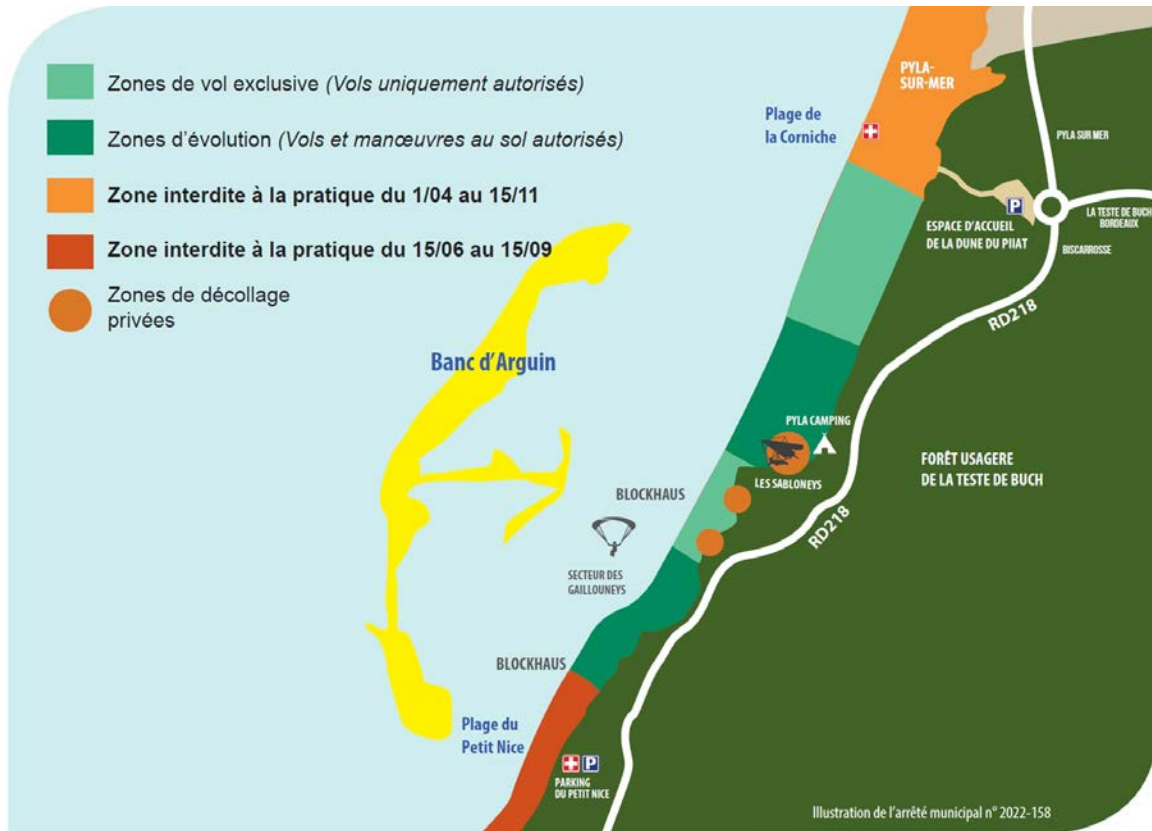 Zones de vol exclusive (Vols uniquement autorisés)
Zones d'évolution (Vols et manœuvres au sol autorisés)
Zone interdite à la pratique du 1/04 au 15/11
Zone interdite à la pratique du 15/06 au 15/09
Zones de décollage
privées
PYLA-
SUR-MER
Plage de
la Corniche
PYLA SUR MER
P
LA TESTE DE BUCH
BORDEAUX
ESPACE D'ACCUEIL
DE LA DUNE DU PILAT
BISCARROSSE
RD218
Banc d'Arguin
PYLA CAMPING
LES SABLONEYS
FORÊT USAGERE
DE LA TESTE DE BUCH
BLOCKHAUS
RD218
SECTEUR DES
GAILLOUNEYS
BLOCKHAUS
Plage du
Petit Nice
P
PARKING
DU PETIT NICE
Illustration de l'arrêté municipal n° 2022-158